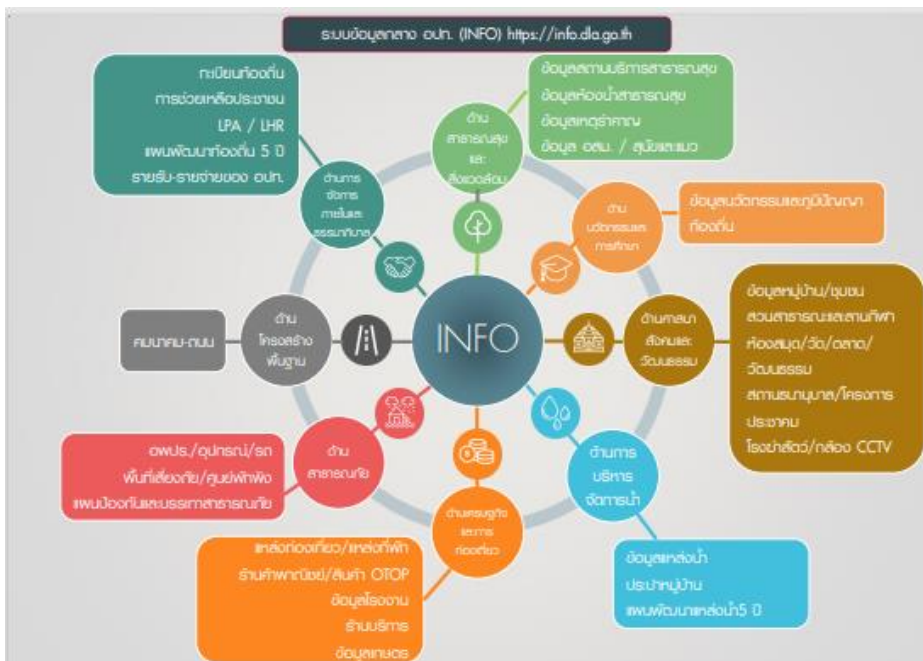 ระบบข้อมูลกลาง อปท. (INFO) https://info.dla.go.th
ทะเบียนท้องถิ่น
การช่วยเหลือประชาชน
LPA / LHR
แผนพัฒนาท้องถิ่น 5 ปี
รายรับ-รายจ่ายของ อปท.
ด้านการ
จัดการ
ภายในและ
ธรรมาภิบาล
ด้าน
สาธารณสุข
และ
สิ่งแวดล้อม
ข้อมูลสถานบริการสาธารณสุข
ข้อมูลห้องน้ำสาธารณสุข
ข้อมูลเหตุรำคาญ
ข้อมูล อสม. / สุนัขและแมว
ด้าน
นวัตกรรมและ
การศึกษา
ข้อมูลนวัตกรรมและภูมิปัญญา
ท้องถิ่น
คมนาคม-ถนน
ด้าน
โครงสร้าง
พื้นฐาน
INFO
ด้านศาสนา
สังคมและ
วัฒนธรรม
ข้อมูลหมู่บ้าน/ชุมชน
สวนสาธารณะและลานกีฬา
ห้องสมุด/วัด/ตลาด/
วัฒนธรรม
สถานธนานุบาล/โครงการ
ประชาคม
โรงฆ่าสัตว์/กล้อง CCTV
อพปร./อุปกรณ์/รถ
พื้นที่เสี่ยงภัย/ศูนย์พักพิง
แผนป้องกันและบรรเทาสาธารณภัย
ด้าน
สาธารณภัย
ด้านเศรษฐกิจ
และการ
ท่องเที่ยว
แหล่งท่องเที่ยว/แหล่งที่พัก
ร้านค้าพาณิชย์/สินค้า OTOP
ข้อมูลโรงงาน
ร้านบริการ
ข้อมูลเกษตร
ด้านการ
บริหาร
จัดการน้ำ
ข้อมูลแหล่งน้ำ
ประปาหมู่บ้าน
แผนพัฒนาแหล่งน้ำ5 ปี